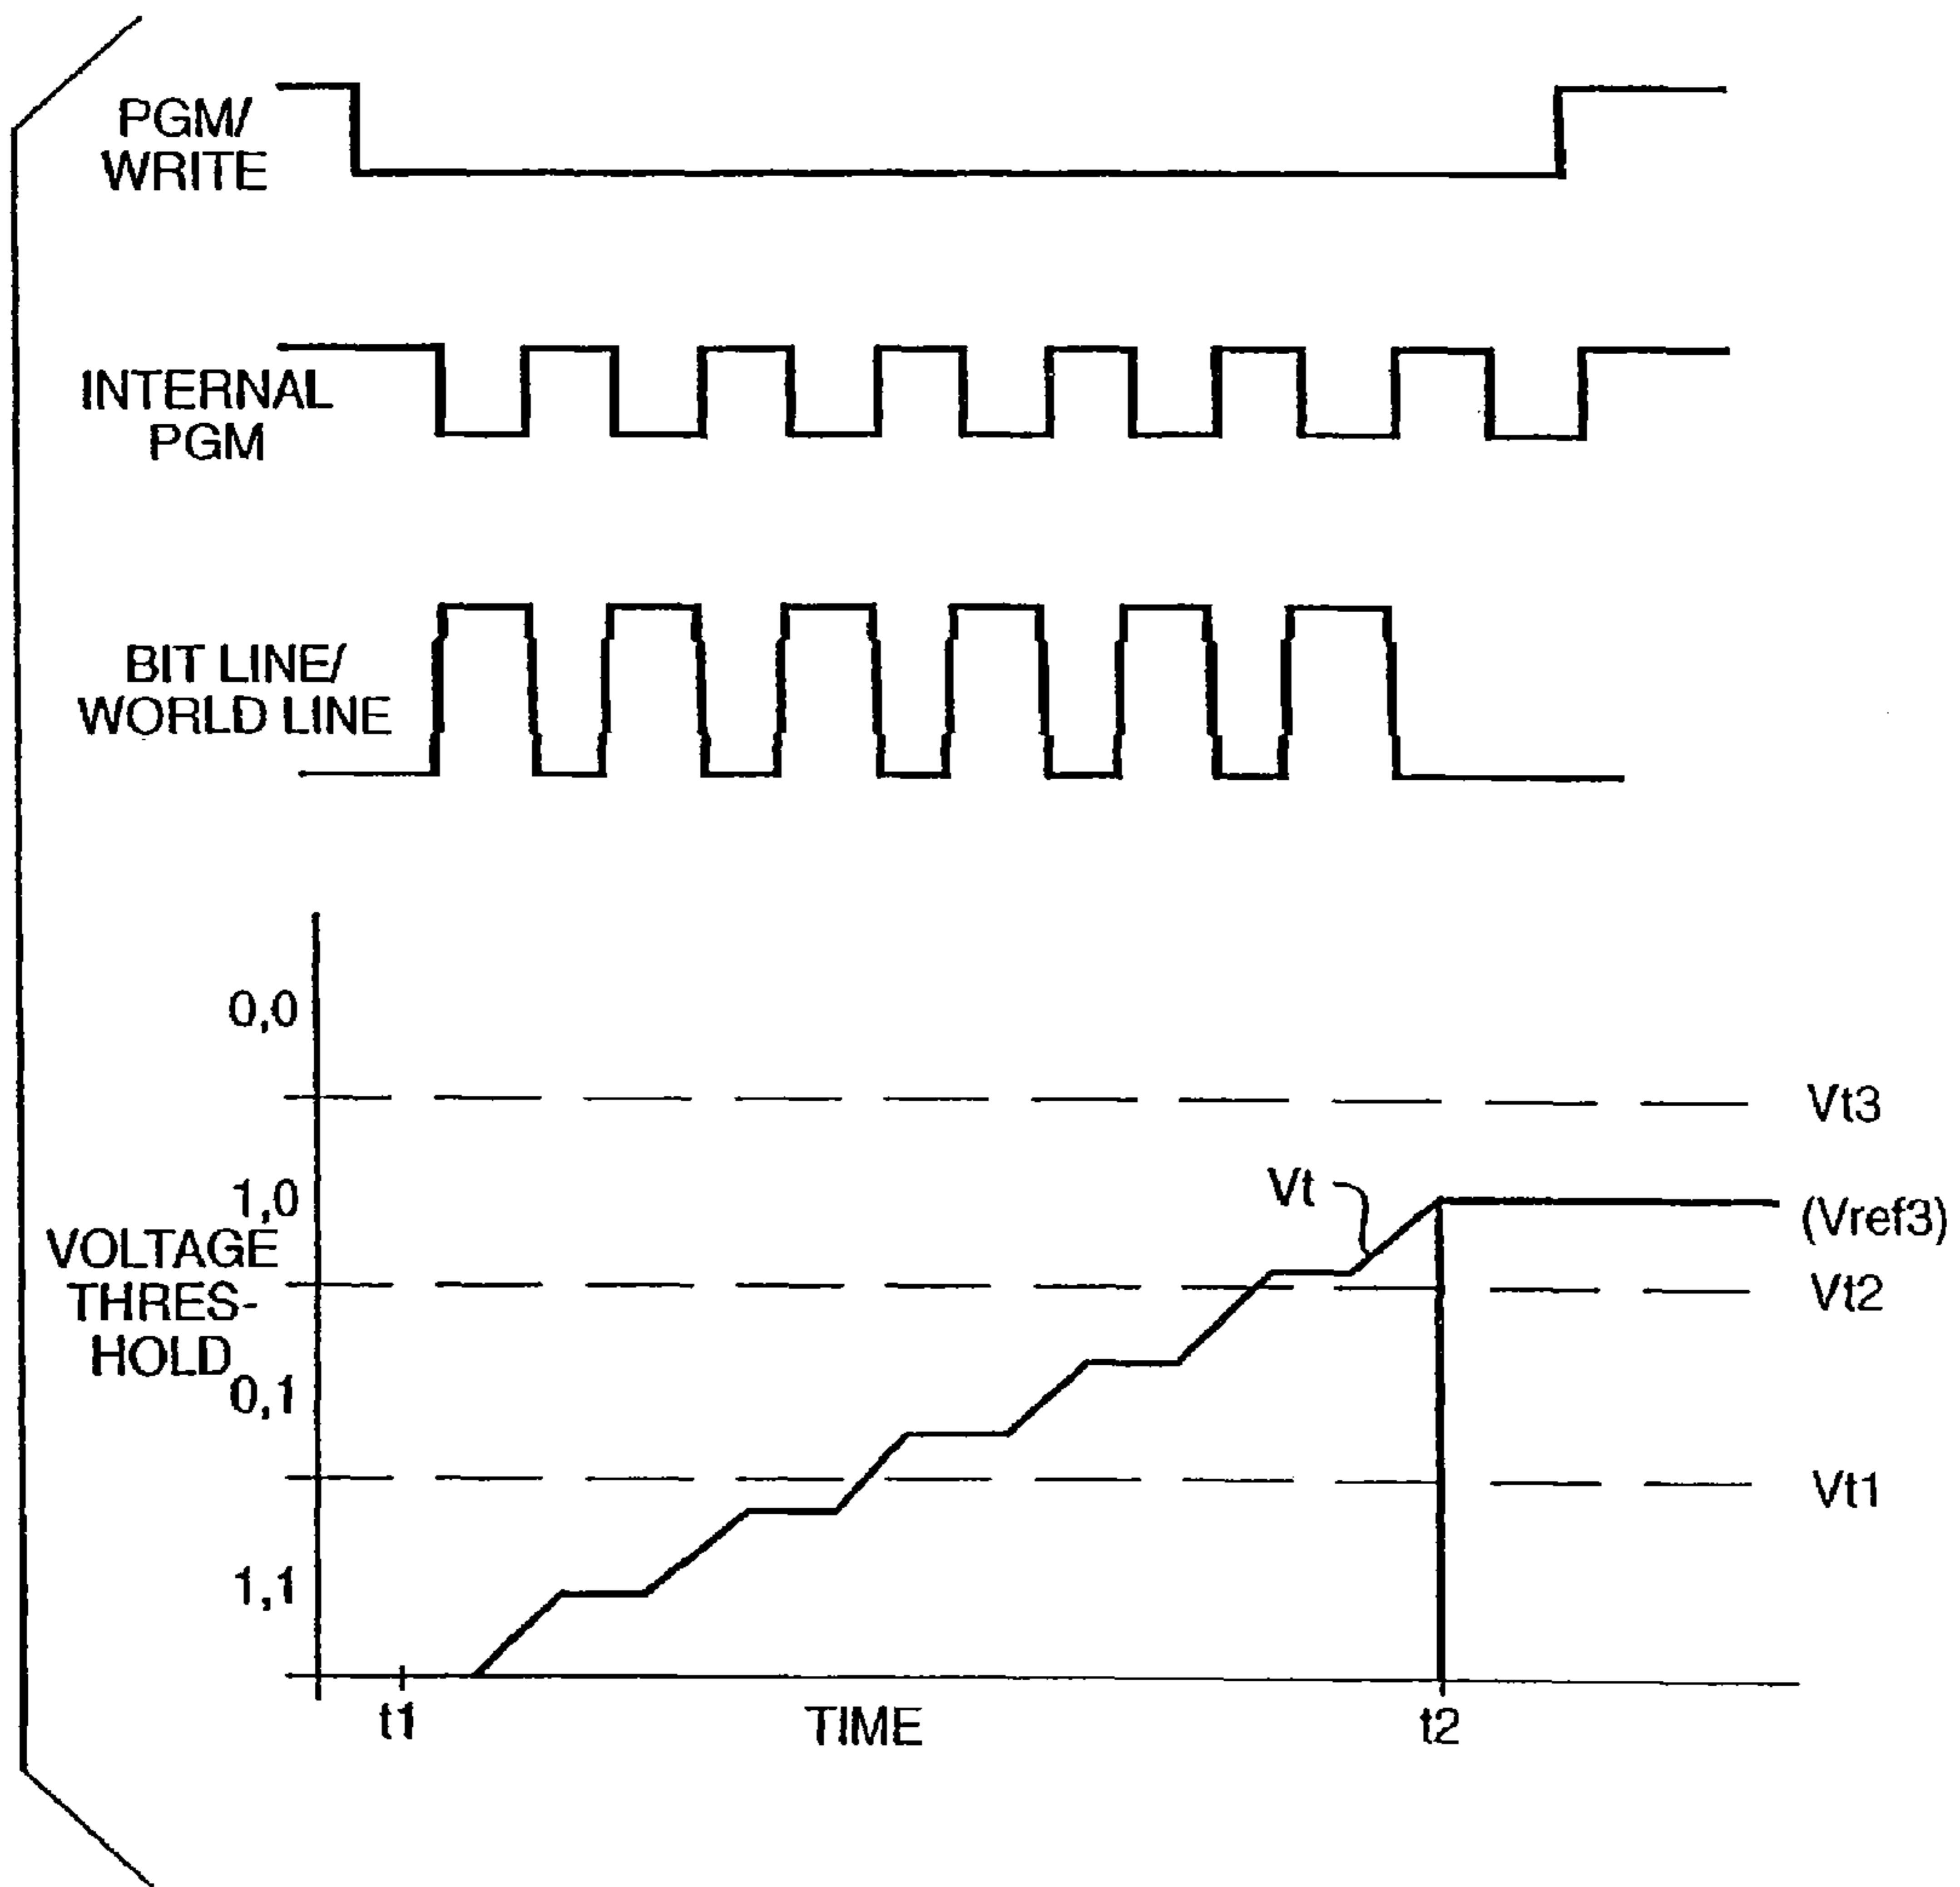 PGM/
WRITE
INTERNAL
PGM
BIT LINE/
WORLD LINE
0,0
Vt3
1,0
Vt
(Vref3)
VOLTAGE
THRES-
HOLD
Vt2
0,1
Vt1
1,1
t1
TIME
t2